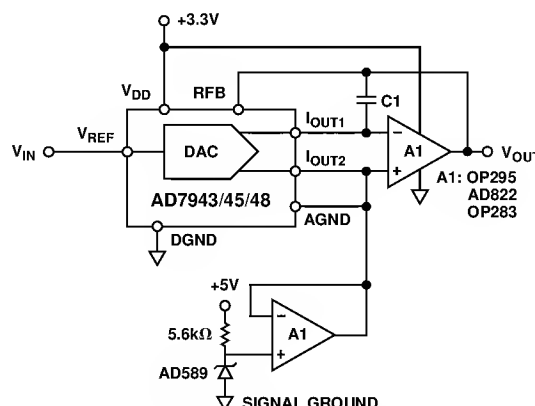 +3.3V
VDD
RFB
C1
VREF
IOUT1
VIN
DAC
A1
VOUT
IOUT2
A1: OP295
AD822
OP283
AD7943/45/48
AGND
DGND
+5V
5.6kΩ
A1
AD589
SIGNAL GROUND
−
+
−
+